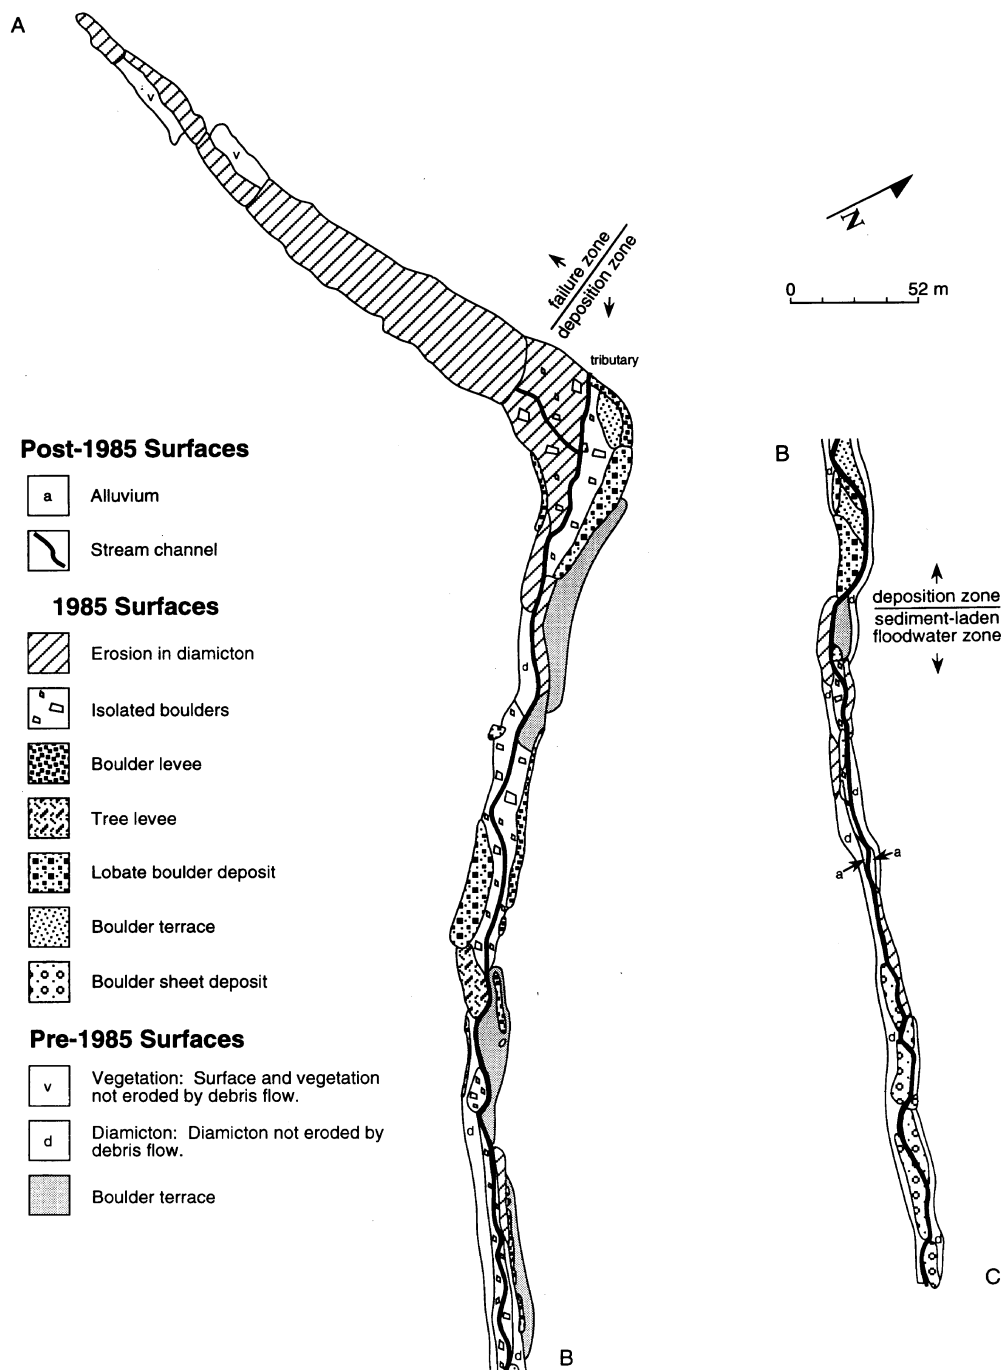 A
v
v
N
0 52 m
failure zone
deposition zone
tributary
Post-1985 Surfaces
a Alluvium
Stream channel
1985 Surfaces
Erosion in diamicton
Isolated boulders
Boulder levee
Tree levee
Lobate boulder deposit
Boulder terrace
Boulder sheet deposit
Pre-1985 Surfaces
v Vegetation: Surface and vegetation
not eroded by debris flow.
d Diamicton: Diamicton not eroded by
debris flow.
Boulder terrace
d
d
d
B
B
d
deposition zone
sediment-laden
floodwater zone
d
d
d
d
a
a
d
d
C